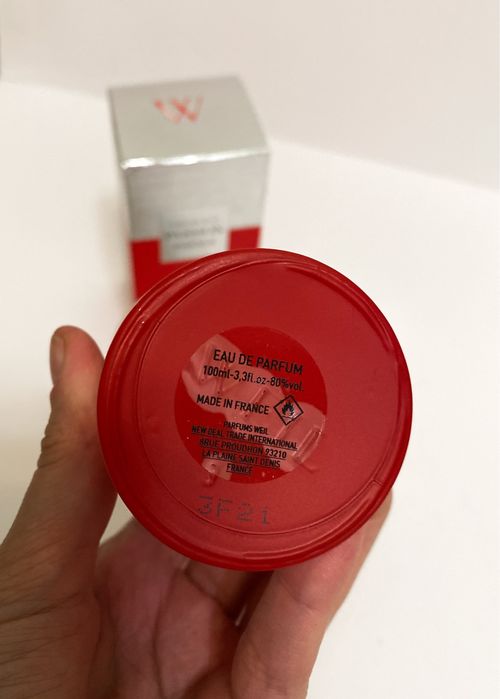 W
EAU DE PARFUM
100ml-3,3fl.oz-80%vol.
MADE IN FRANCE
PARFUMS WEIL
NEW DEAL TRADE INTERNATIONAL
8RUE PROUDHON 93210
LA PLAINE SAINT DENIS
FRANCE
3F21